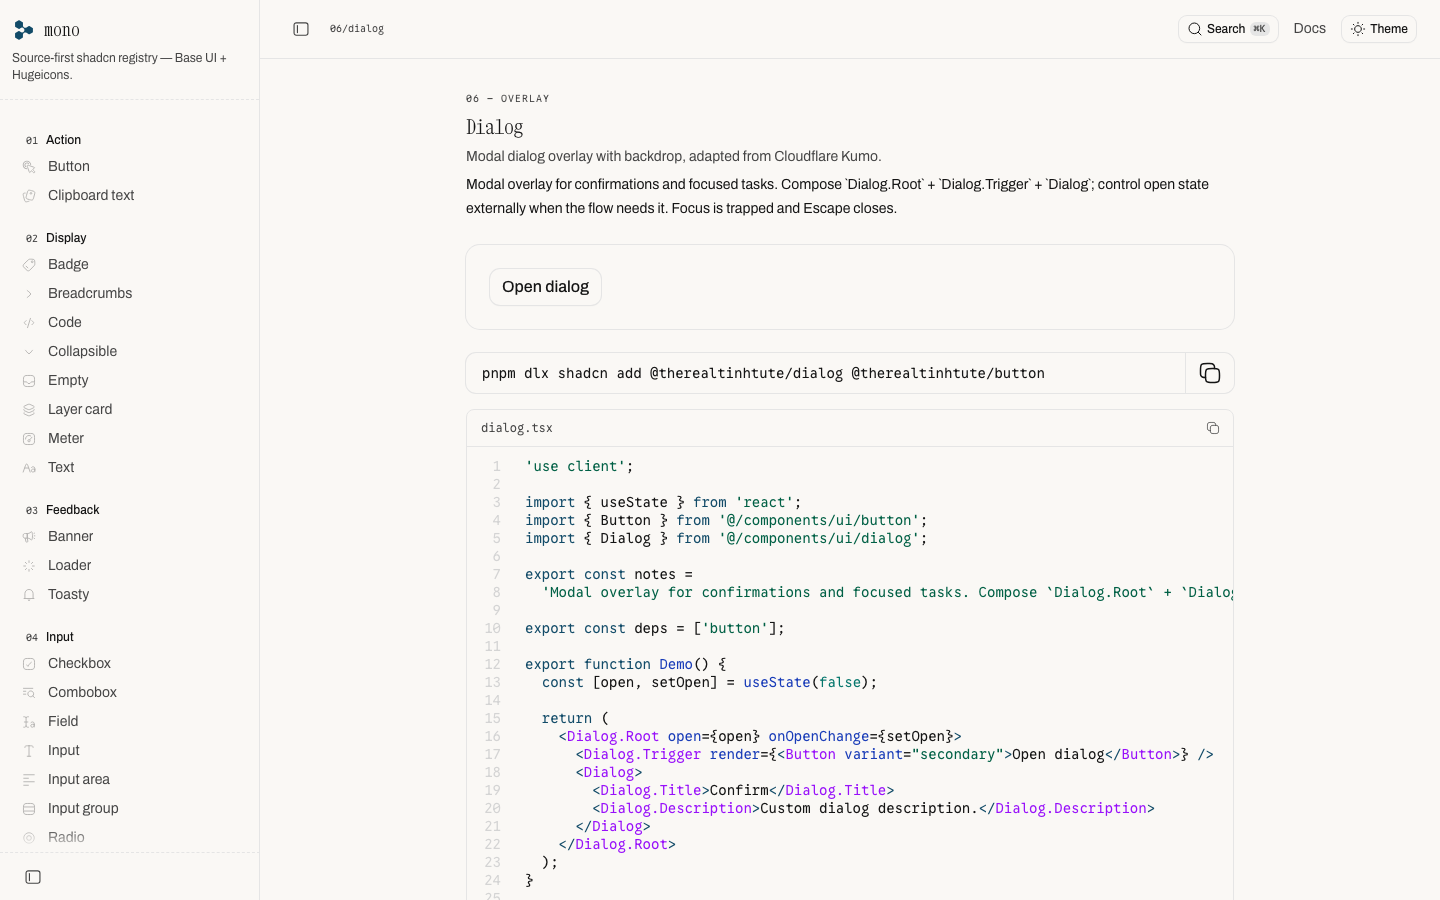 mono
Source-first shadcn registry — Base UI +
Hugeicons.
01 Action
Button
Clipboard text
02 Display
Badge
Breadcrumbs
Code
Collapsible
Empty
Layer card
Meter
Text
03 Feedback
Banner
Loader
Toasty
04 Input
Checkbox
Combobox
Field
Input
Input area
Input group
Radio
06/dialog
Search ⌘K
Docs
Theme
06 — OVERLAY
Dialog
Modal dialog overlay with backdrop, adapted from Cloudflare Kumo.
Modal overlay for confirmations and focused tasks. Compose `Dialog.Root` + `Dialog.Trigger` + `Dialog`; control open state
externally when the flow needs it. Focus is trapped and Escape closes.
Open dialog
pnpm dlx shadcn add @therealtinhtute/dialog @therealtinhtute/button
dialog.tsx
1 'use client';
2
3 import { useState } from 'react';
4 import { Button } from '@/components/ui/button';
5 import { Dialog } from '@/components/ui/dialog';
6
7 export const notes =
8 'Modal overlay for confirmations and focused tasks. Compose `Dialog.Root` + `Dialog
9
10 export const deps = ['button'];
11
12 export function Demo() {
13 const [open, setOpen] = useState(false);
14
15 return (
16 <Dialog.Root open={open} onOpenChange={setOpen}>
17 <Dialog.Trigger render={<Button variant="secondary">Open dialog</Button>} />
18 <Dialog>
19 <Dialog.Title>Confirm</Dialog.Title>
20 <Dialog.Description>Custom dialog description.</Dialog.Description>
21 </Dialog>
22 </Dialog.Root>
23 );
24 }
25